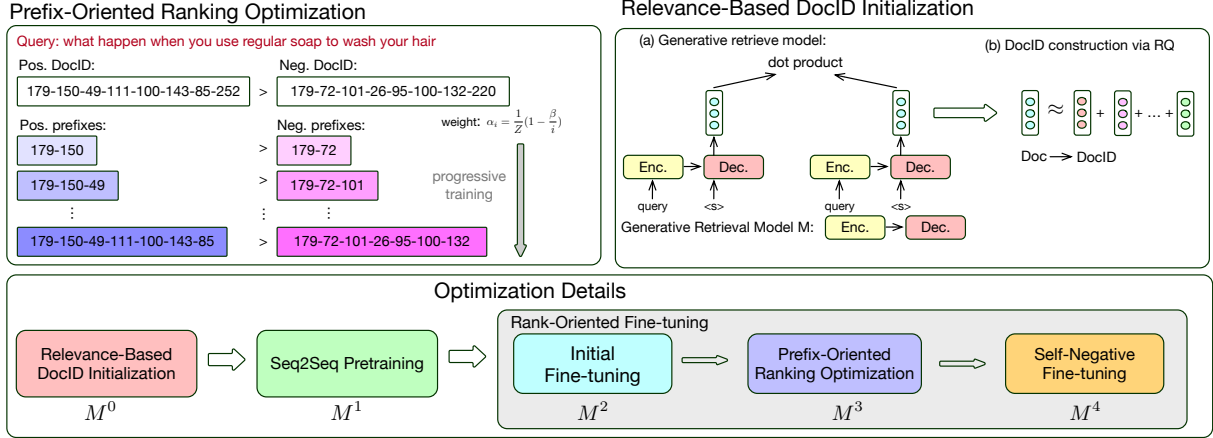 Prefix-Oriented Ranking Optimization
Query: what happen when you use regular soap to wash your hair
Pos. DocID:
Neg. DocID:
179-150-49-111-100-143-85-252 > 179-72-101-26-95-100-132-220
Pos. prefixes:
Neg. prefixes:
weight: α_i = 1/Z (1 − β/i)
179-150 > 179-72
179-150-49 > 179-72-101
progressive
training
⋮ ⋮ ⋮
179-150-49-111-100-143-85 > 179-72-101-26-95-100-132
Relevance-Based DocID Initialization
(a) Generative retrieve model:
(b) DocID construction via RQ
dot product
≈ + + ... +
Doc → DocID
Enc. Dec. Enc. Dec.
query <s> query <s>
Generative Retrieval Model M: Enc. Dec.
Optimization Details
Rank-Oriented Fine-tuning
Relevance-Based
DocID Initialization
Seq2Seq Pretraining
Initial
Fine-tuning
Prefix-Oriented
Ranking Optimization
Self-Negative
Fine-tuning
M^0 M^1 M^2 M^3 M^4